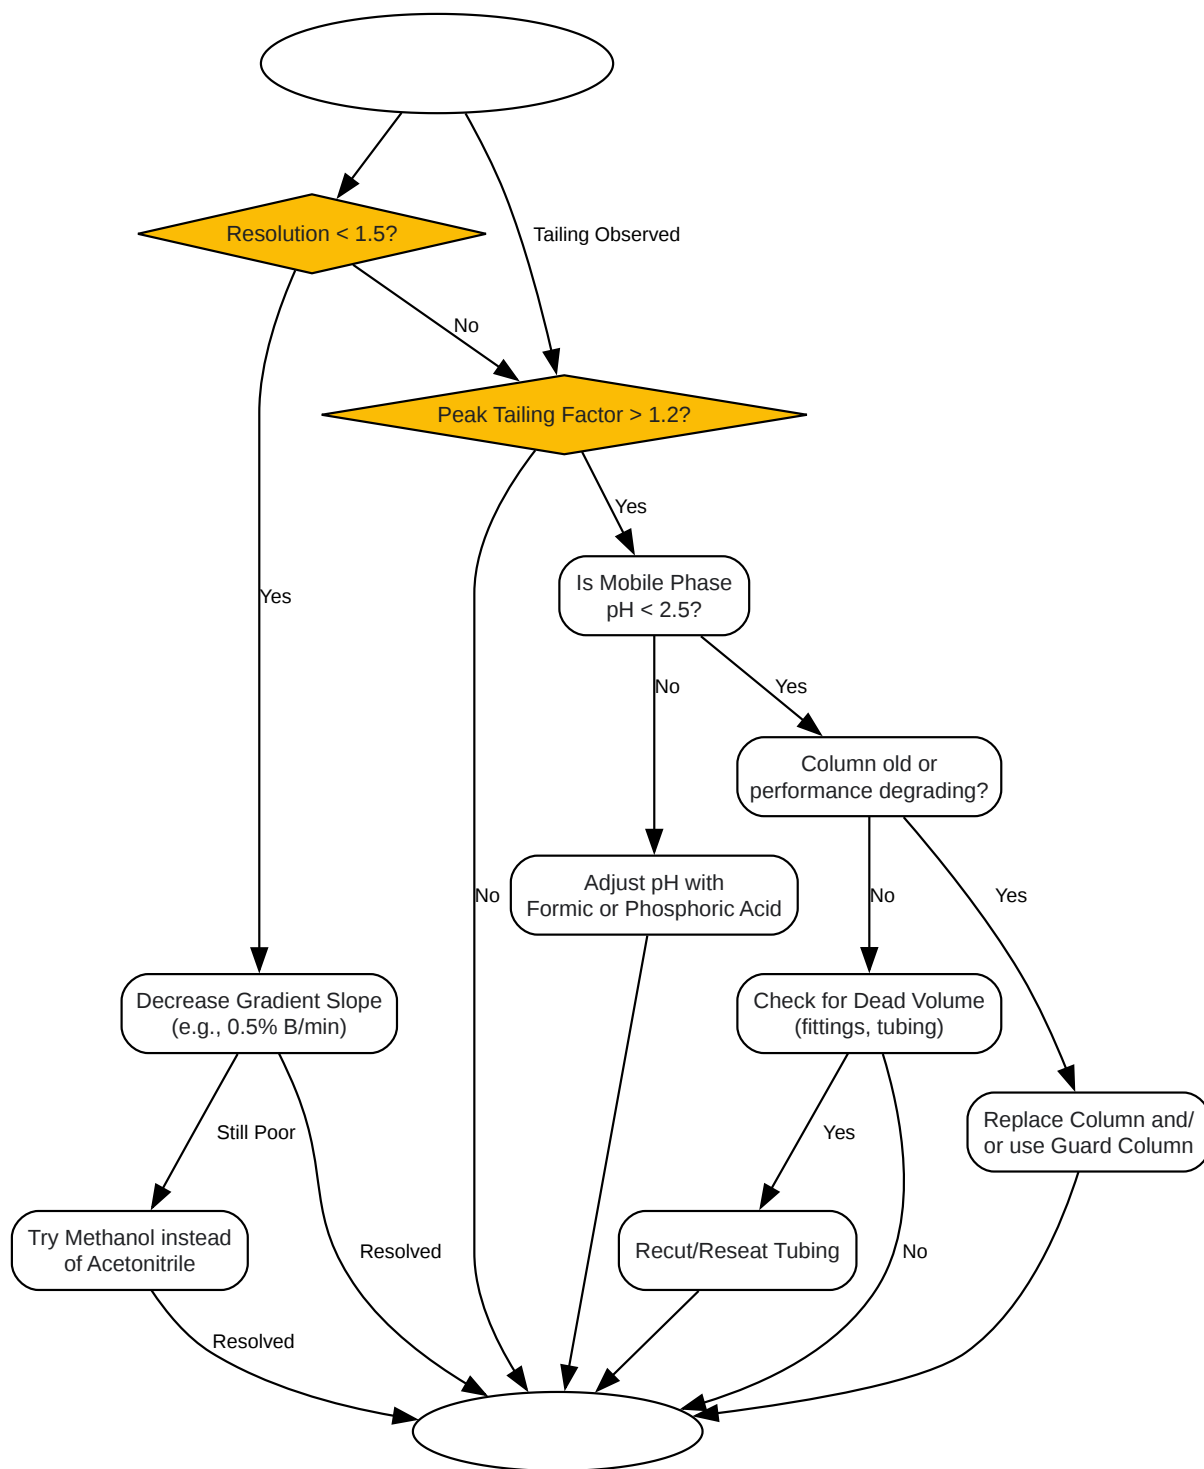 Resolution < 1.5?
Tailing Observed
No
Peak Tailing Factor > 1.2?
Yes
Is Mobile Phase
pH < 2.5?
Yes
No
Yes
Column old or
performance degrading?
Adjust pH with
Formic or Phosphoric Acid
No
No
Yes
Decrease Gradient Slope
(e.g., 0.5% B/min)
Check for Dead Volume
(fittings, tubing)
Still Poor
Yes
Replace Column and/
or use Guard Column
Try Methanol instead
of Acetonitrile
Resolved
Recut/Reseat Tubing
No
Resolved